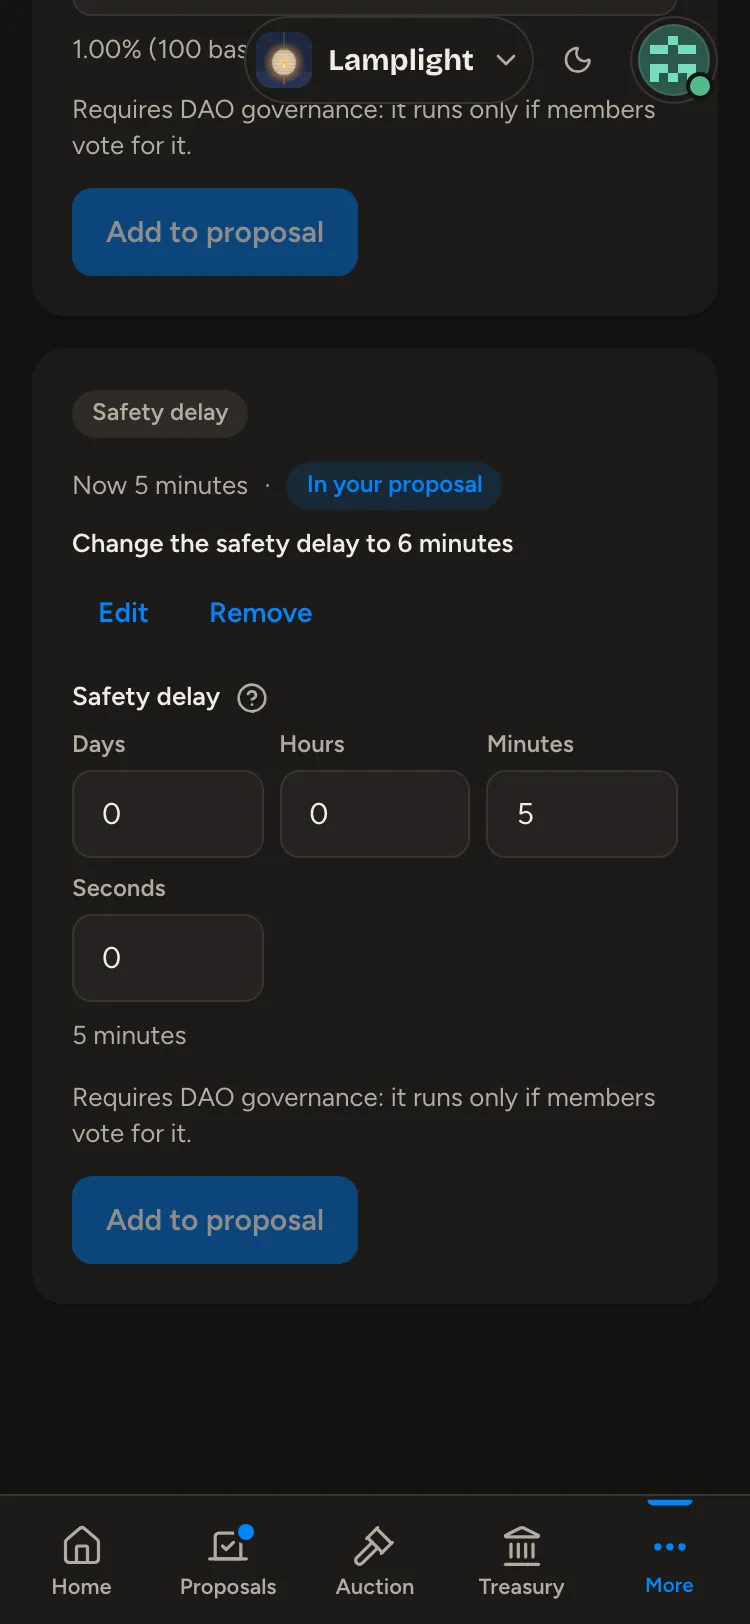 1.00% (100 bas
Lamplight
Requires DAO governance: it runs only if members
vote for it.
Add to proposal
Safety delay
Now 5 minutes · In your proposal
Change the safety delay to 6 minutes
Edit Remove
Safety delay ?
Days Hours Minutes
0 0 5
Seconds
0
5 minutes
Requires DAO governance: it runs only if members
vote for it.
Add to proposal
Home Proposals Auction Treasury More